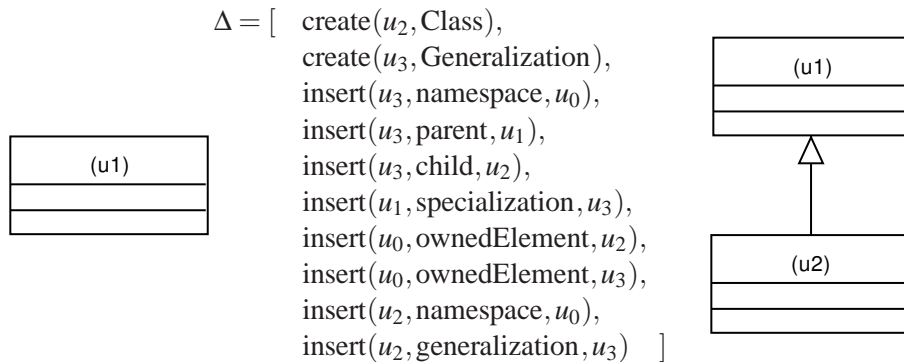 Δ = [ create(u₂,Class),
create(u₃,Generalization),
insert(u₃,namespace,u₀),
insert(u₃,parent,u₁),
insert(u₃,child,u₂),
insert(u₁,specialization,u₃),
insert(u₀,ownedElement,u₂),
insert(u₀,ownedElement,u₃),
insert(u₂,namespace,u₀),
insert(u₂,generalization,u₃) ]
(u1)
(u1)
(u2)